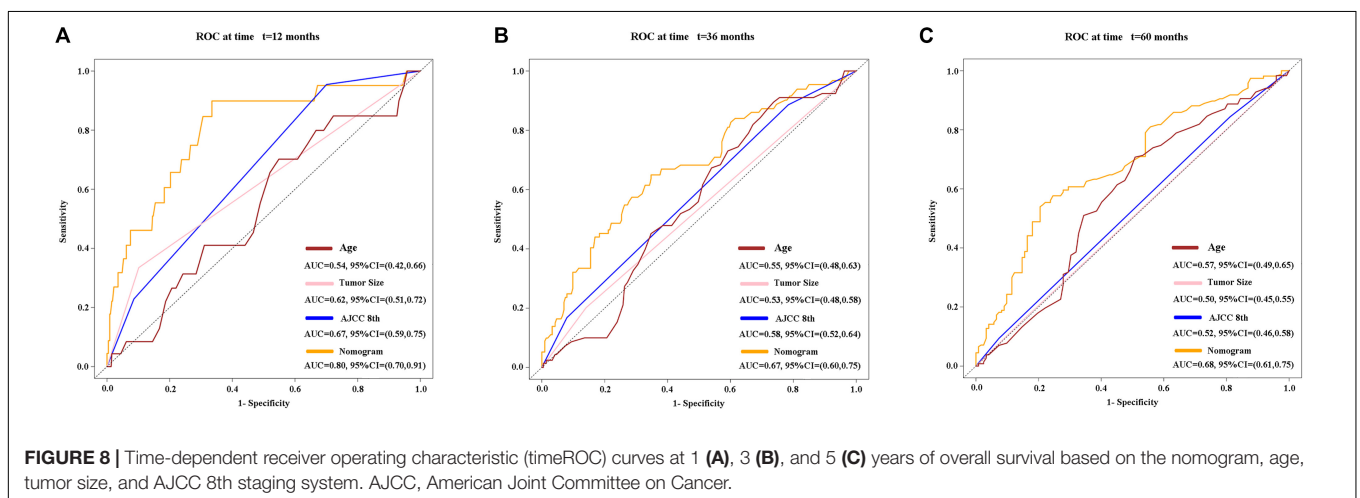 A
ROC at time t=12 months
Sensitivity
1.0
0.8
0.6
0.4
0.2
0.0
Age
AUC=0.54, 95%CI=(0.42,0.66)
Tumor Size
AUC=0.62, 95%CI=(0.51,0.72)
AJCC 8th
AUC=0.67, 95%CI=(0.59,0.75)
Nomogram
AUC=0.80, 95%CI=(0.70,0.91)
0.0 0.2 0.4 0.6 0.8 1.0
1- Specificity
B
ROC at time t=36 months
Sensitivity
1.0
0.8
0.6
0.4
0.2
0.0
Age
AUC=0.55, 95%CI=(0.48,0.63)
Tumor Size
AUC=0.53, 95%CI=(0.48,0.58)
AJCC 8th
AUC=0.58, 95%CI=(0.52,0.64)
Nomogram
AUC=0.67, 95%CI=(0.60,0.75)
0.0 0.2 0.4 0.6 0.8 1.0
1- Specificity
C
ROC at time t=60 months
Sensitivity
1.0
0.8
0.6
0.4
0.2
0.0
Age
AUC=0.57, 95%CI=(0.49,0.65)
Tumor Size
AUC=0.50, 95%CI=(0.45,0.55)
AJCC 8th
AUC=0.52, 95%CI=(0.46,0.58)
Nomogram
AUC=0.68, 95%CI=(0.61,0.75)
0.0 0.2 0.4 0.6 0.8 1.0
1- Specificity
FIGURE 8 | Time-dependent receiver operating characteristic (timeROC) curves at 1 (A), 3 (B), and 5 (C) years of overall survival based on the nomogram, age,
tumor size, and AJCC 8th staging system. AJCC, American Joint Committee on Cancer.